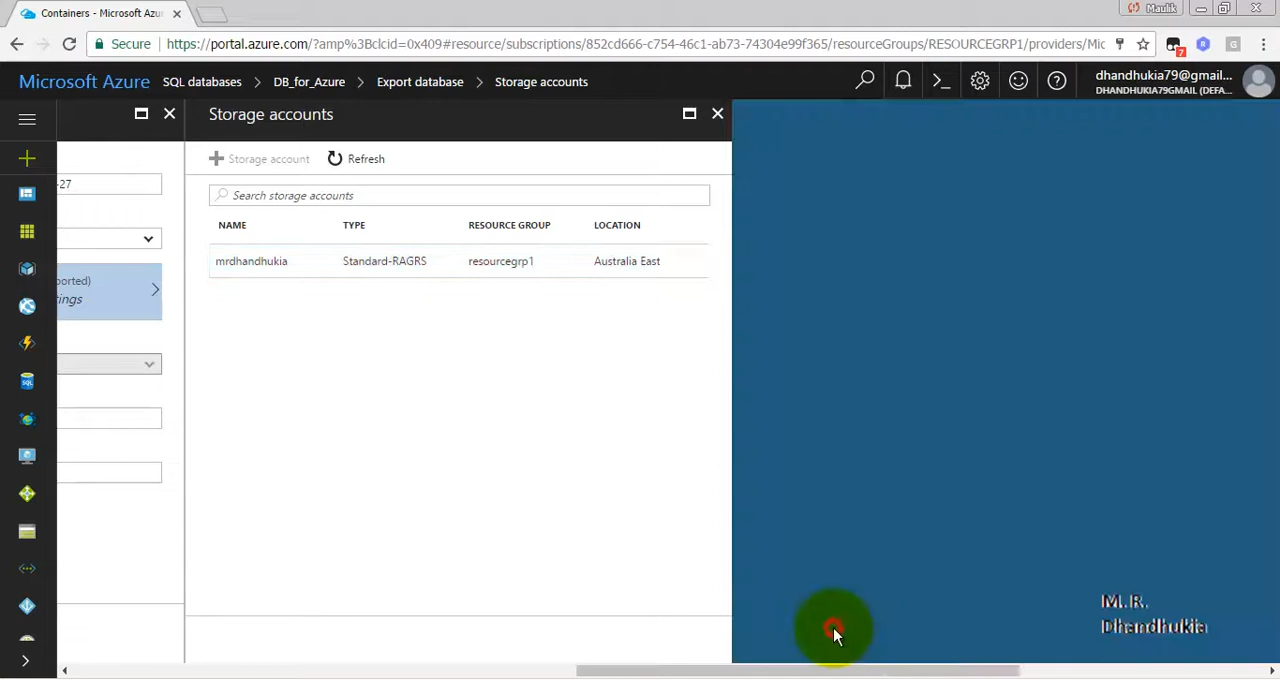 Containers - Microsoft Azu
Maulik
Secure
https://portal.azure.com/?amp%3Bclcid=0x409#resource/subscriptions/852cd666-c754-46c1-ab73-74304e99f365/resourceGroups/RESOURCEGRP1/providers/Mic
7
R
G
Microsoft Azure
SQL databases > DB_for_Azure > Export database > Storage accounts
dhandhukia79@gmail....
DHANDHUKIA79GMAIL (DEFA...
Storage accounts
Storage account
Refresh
-27
Search storage accounts
NAME TYPE RESOURCE GROUP LOCATION
mrdhandhukia Standard-RAGRS resourcegrp1 Australia East
ported)
tings
SQL
M.R.
Dhandhukia